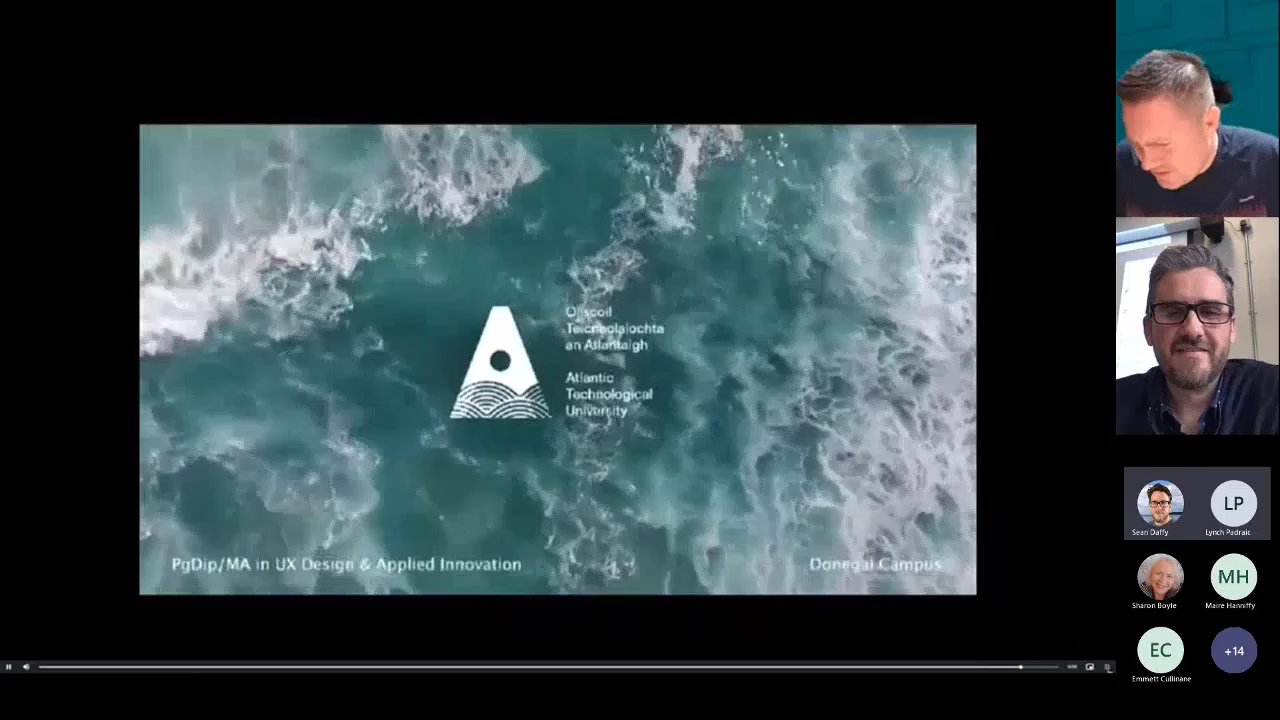 Ollscoil
Teicneolaíochta
an Atlantaigh
Atlantic
Technological
University
PgDip/MA in UX Design & Applied Innovation
Donegal Campus
Sean Daffy
LP
Lynch Padraic
Sharon Boyle
MH
Maire Hanniffy
EC
Emmett Cullinane
+14